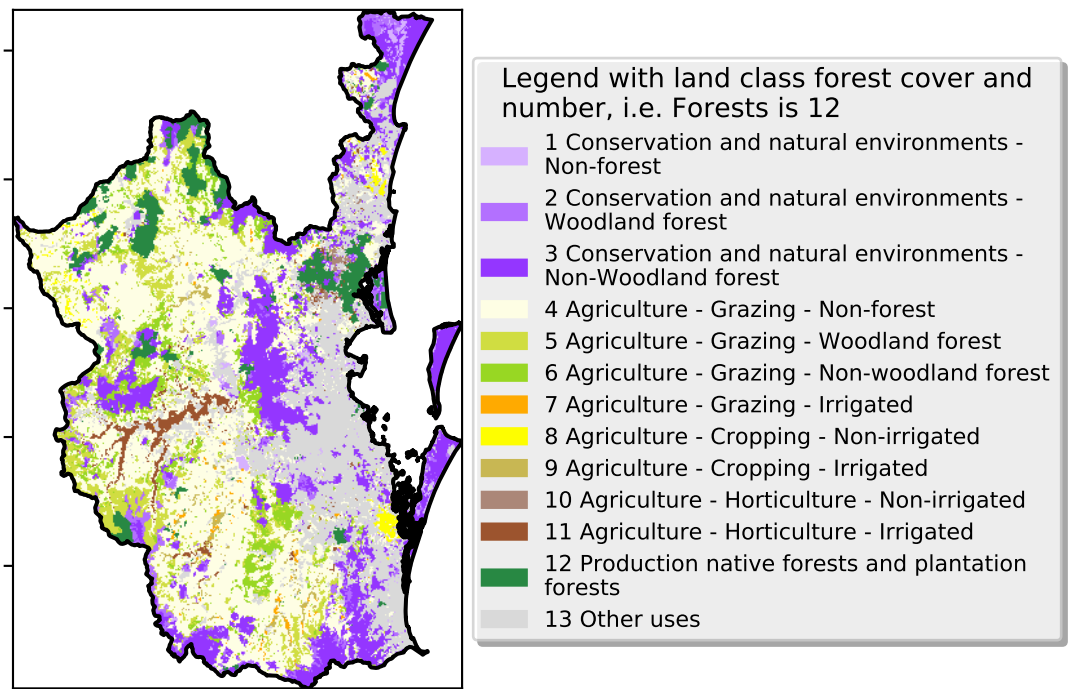 Legend with land class forest cover and
number, i.e. Forests is 12
1 Conservation and natural environments -
Non-forest
2 Conservation and natural environments -
Woodland forest
3 Conservation and natural environments -
Non-Woodland forest
4 Agriculture - Grazing - Non-forest
5 Agriculture - Grazing - Woodland forest
6 Agriculture - Grazing - Non-woodland forest
7 Agriculture - Grazing - Irrigated
8 Agriculture - Cropping - Non-irrigated
9 Agriculture - Cropping - Irrigated
10 Agriculture - Horticulture - Non-irrigated
11 Agriculture - Horticulture - Irrigated
12 Production native forests and plantation
forests
13 Other uses